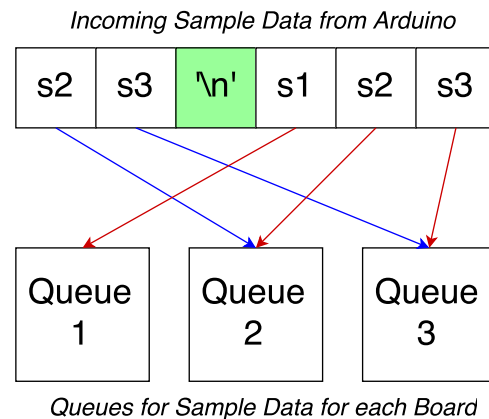 Incoming Sample Data from Arduino
s2 s3 '\n' s1 s2 s3
Queue Queue Queue
1 2 3
Queues for Sample Data for each Board